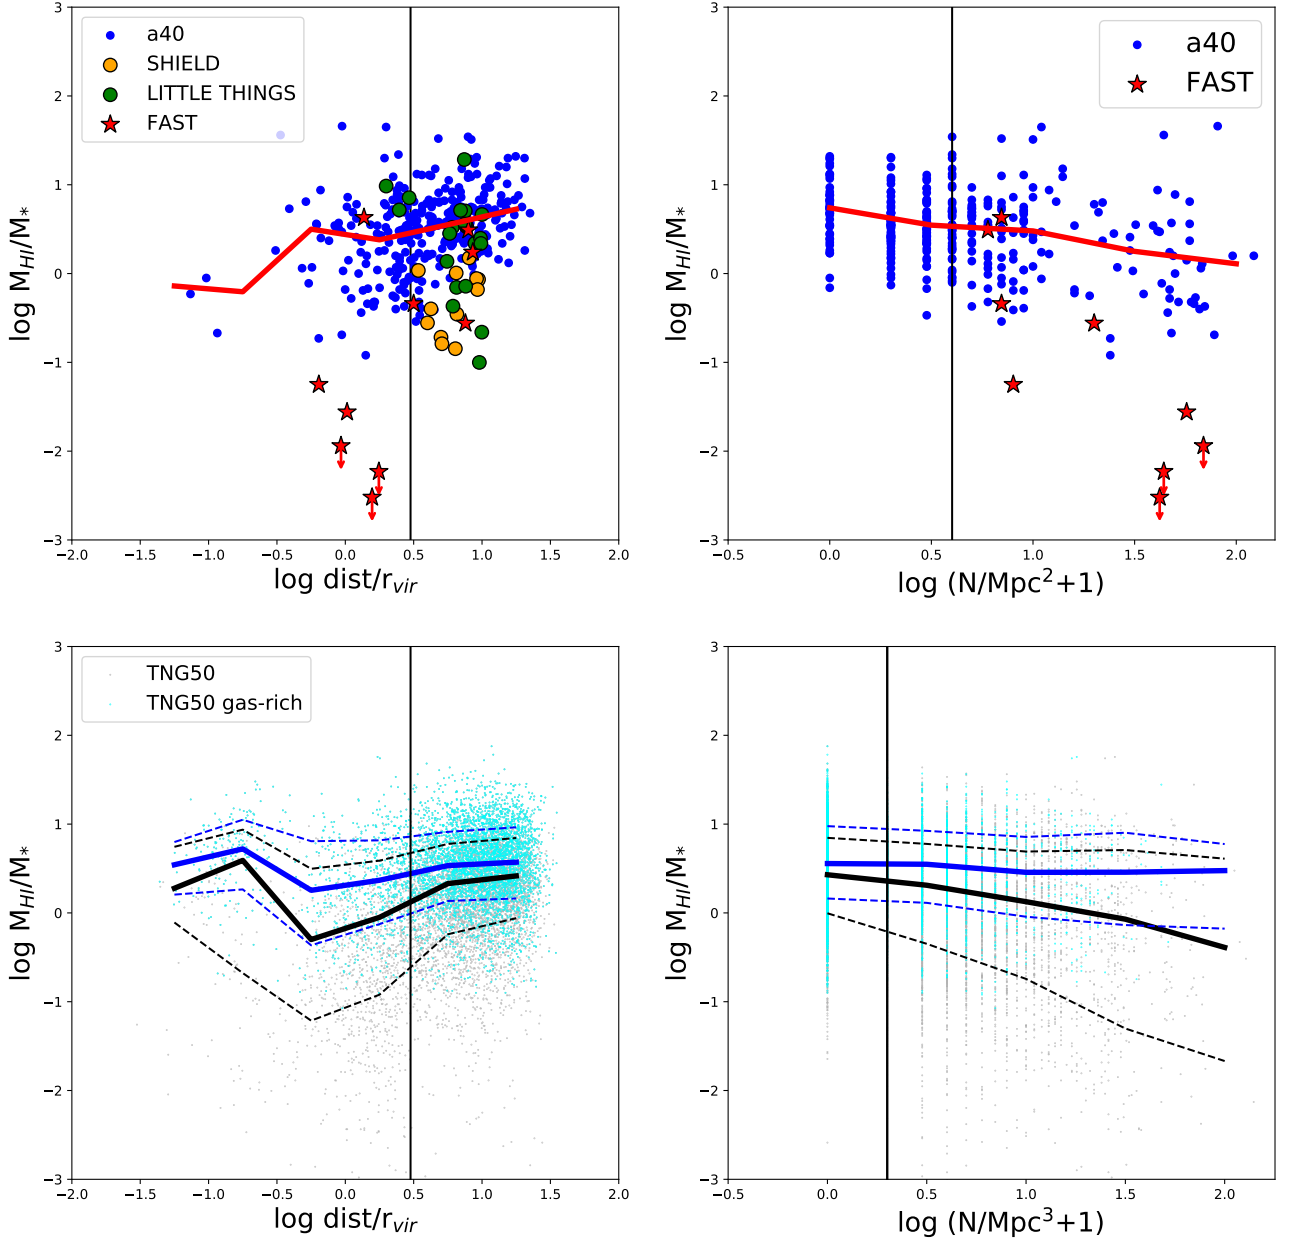 3
2
1
0
−1
−2
−3
−2.0 −1.5 −1.0 −0.5 0.0 0.5 1.0 1.5 2.0
log M_HI/M_*
log dist/r_vir
a40
SHIELD
LITTLE THINGS
FAST
3
2
1
0
−1
−2
−3
−0.5 0.0 0.5 1.0 1.5 2.0
log M_HI/M_*
log (N/Mpc²+1)
a40
FAST
3
2
1
0
−1
−2
−3
−2.0 −1.5 −1.0 −0.5 0.0 0.5 1.0 1.5 2.0
log M_HI/M_*
log dist/r_vir
TNG50
TNG50 gas-rich
3
2
1
0
−1
−2
−3
−0.5 0.0 0.5 1.0 1.5 2.0
log M_HI/M_*
log (N/Mpc³+1)